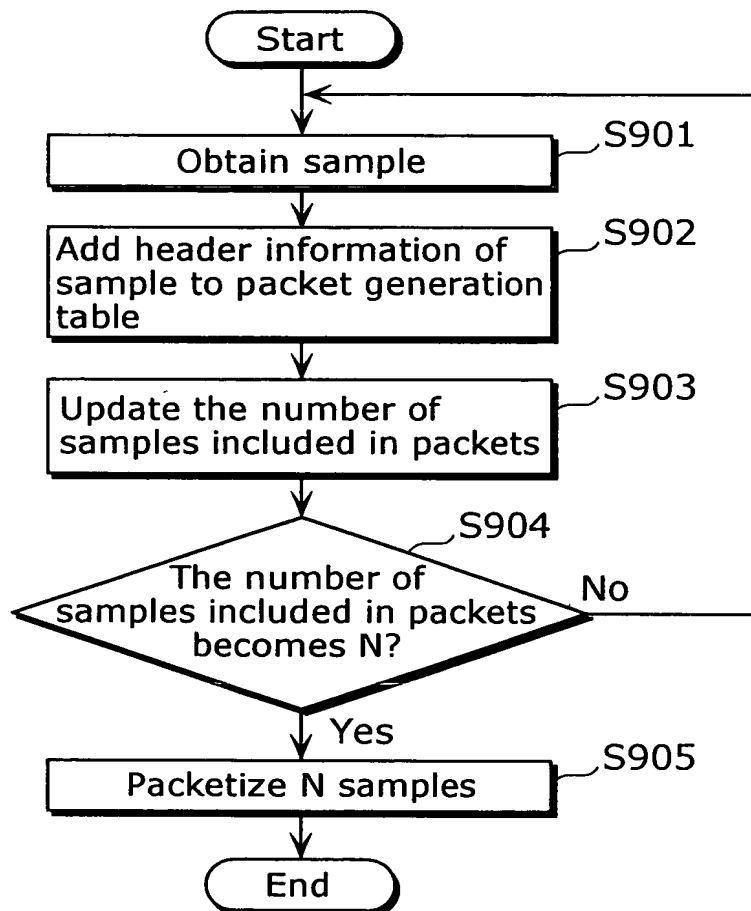 Start
S901
Obtain sample
S902
Add header information of
sample to packet generation
table
S903
Update the number of
samples included in packets
S904
The number of
samples included in packets
becomes N?
No
Yes
S905
Packetize N samples
End